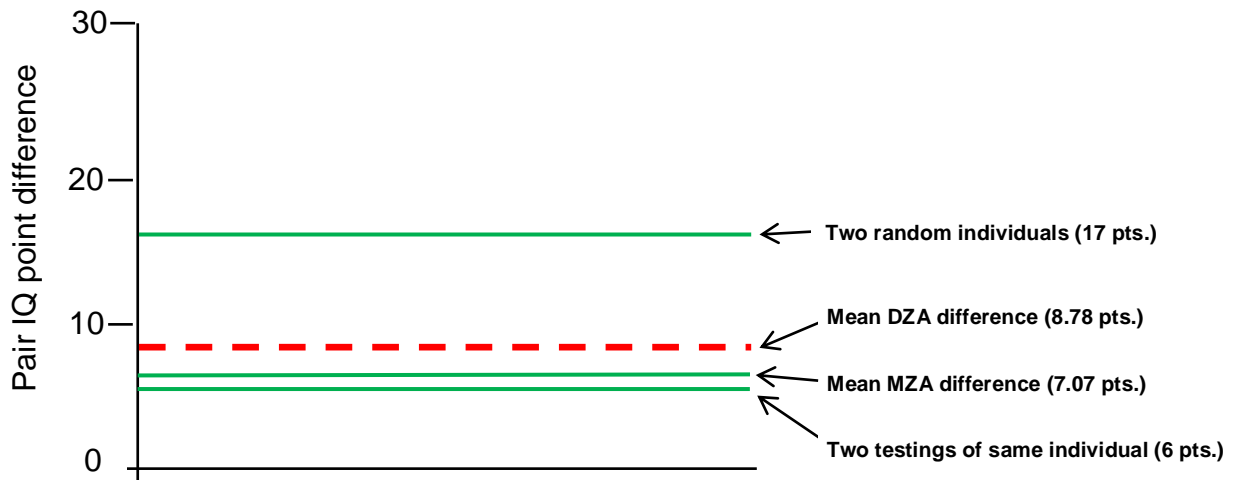 30
20
10
0
Pair IQ point difference
Two random individuals (17 pts.)
Mean DZA difference (8.78 pts.)
Mean MZA difference (7.07 pts.)
Two testings of same individual (6 pts.)